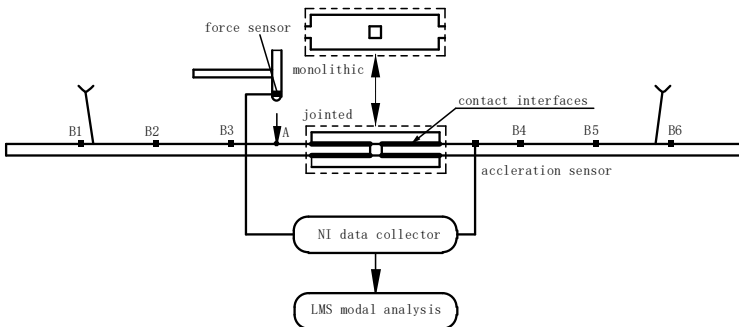 force sensor
monolithic
contact interfaces
jointed
B1 B2 B3 A B4 B5 B6
accleration sensor
NI data collector
LMS modal analysis